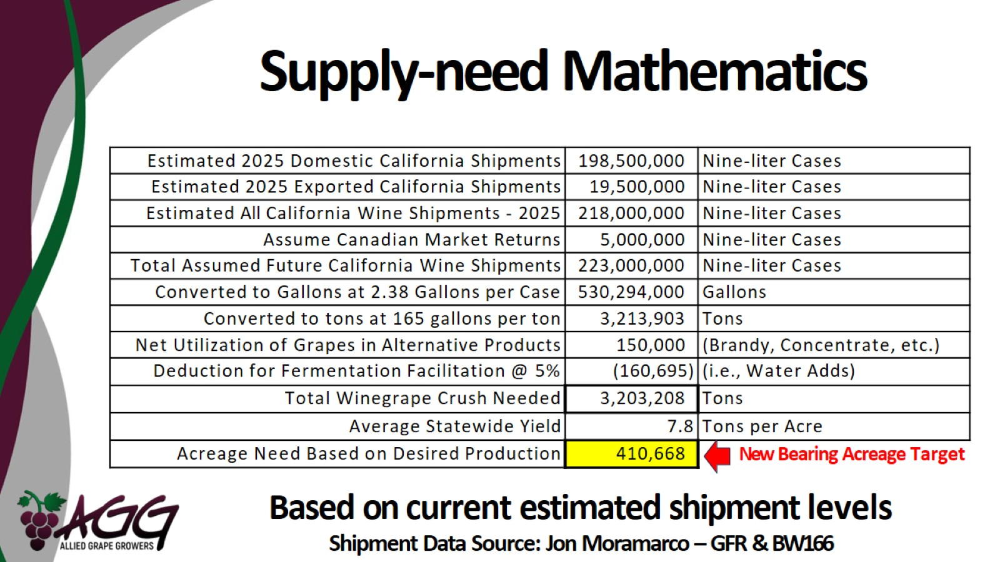 Supply-need Mathematics
Estimated 2025 Domestic California Shipments 198,500,000 Nine-liter Cases
Estimated 2025 Exported California Shipments 19,500,000 Nine-liter Cases
Estimated All California Wine Shipments - 2025 218,000,000 Nine-liter Cases
Assume Canadian Market Returns 5,000,000 Nine-liter Cases
Total Assumed Future California Wine Shipments 223,000,000 Nine-liter Cases
Converted to Gallons at 2.38 Gallons per Case 530,294,000 Gallons
Converted to tons at 165 gallons per ton 3,213,903 Tons
Net Utilization of Grapes in Alternative Products 150,000 (Brandy, Concentrate, etc.)
Deduction for Fermentation Facilitation @ 5% (160,695) (i.e., Water Adds)
Total Winegrape Crush Needed 3,203,208 Tons
Average Statewide Yield 7.8 Tons per Acre
Acreage Need Based on Desired Production 410,668 New Bearing Acreage Target
AGG
ALLIED GRAPE GROWERS
Based on current estimated shipment levels
Shipment Data Source: Jon Moramarco – GFR & BW166